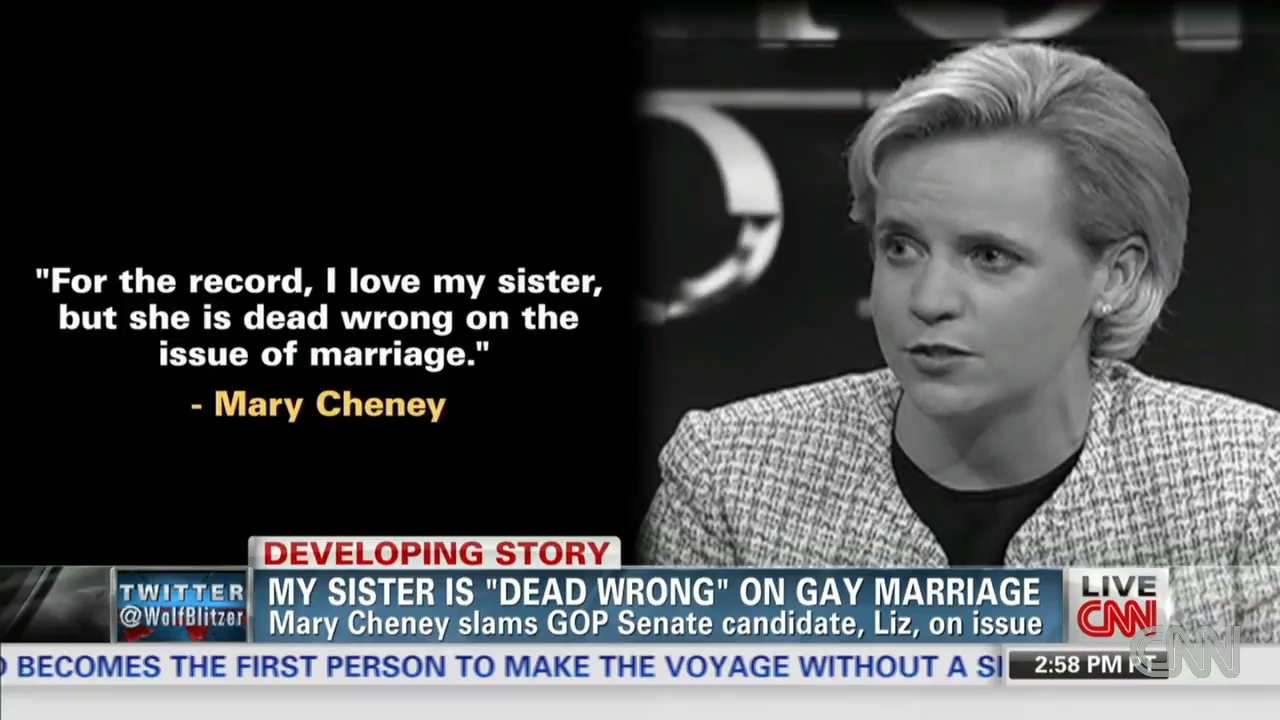 "For the record, I love my sister,
but she is dead wrong on the
issue of marriage."
- Mary Cheney
DEVELOPING STORY
TWITTER
@WolfBlitzer
MY SISTER IS "DEAD WRONG" ON GAY MARRIAGE
Mary Cheney slams GOP Senate candidate, Liz, on issue
LIVE
CNN
BECOMES THE FIRST PERSON TO MAKE THE VOYAGE WITHOUT A
2:58 PM PT
CNN